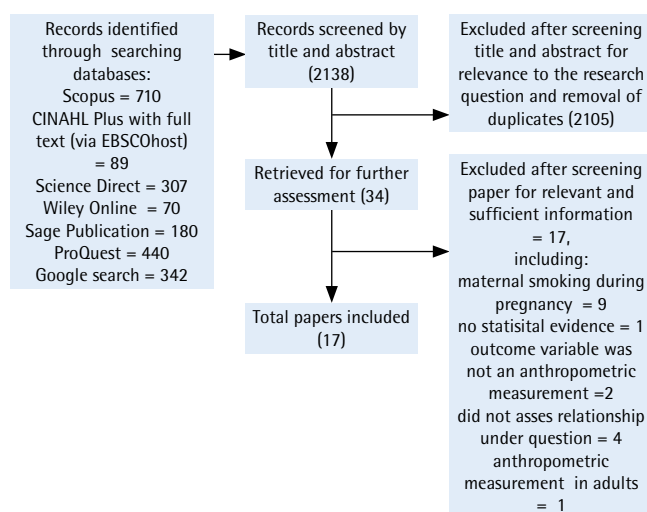 Records identified
through searching
databases:
Scopus = 710
CINAHL Plus with full
text (via EBSCOhost)
= 89
Science Direct = 307
Wiley Online = 70
Sage Publication = 180
ProQuest = 440
Google search = 342
Records screened by
title and abstract
(2138)
Excluded after screening
title and abstract for
relevance to the research
question and removal of
duplicates (2105)
Retrieved for further
assessment (34)
Excluded after screening
paper for relevant and
sufficient information
= 17,
including:
maternal smoking during
pregnancy = 9
no statisital evidence = 1
outcome variable was
not an anthropometric
measurement =2
did not asses relationship
under question = 4
anthropometric
measurement in adults
= 1
Total papers included
(17)